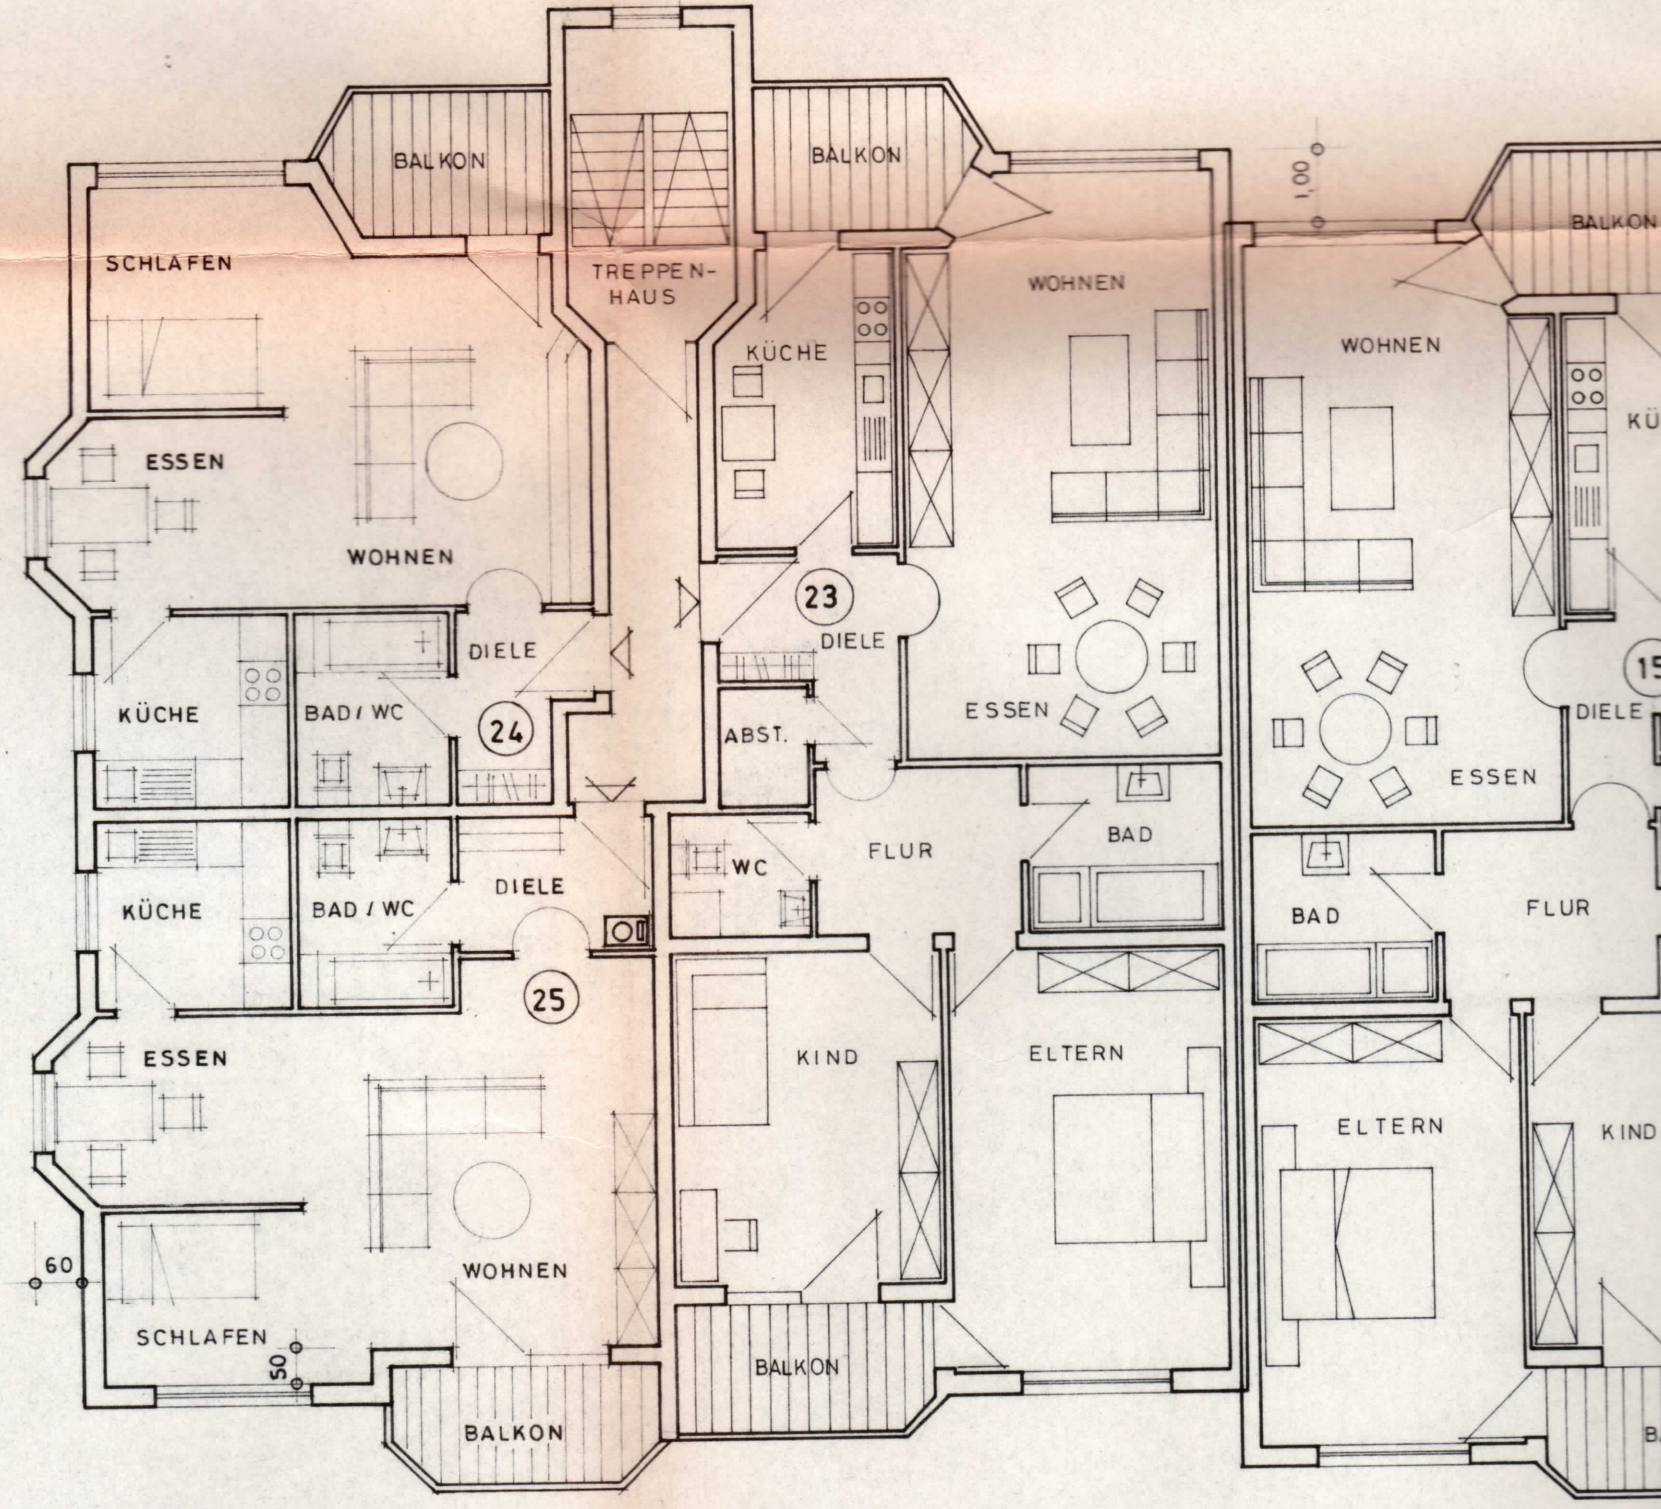 BALKON
BALKON
1,00
BALKON
SCHLAFEN
TREPPEN-
HAUS
WOHNEN
KÜCHE
WOHNEN
KÜ
ESSEN
WOHNEN
23
DIELE
DIELE
15
KÜCHE
BAD / WC
24
ABST.
ESSEN
DIELE
ESSEN
BAD
FLUR
WC
DIELE
KÜCHE
BAD / WC
BAD
FLUR
25
ESSEN
KIND
ELTERN
ELTERN
KIND
60
WOHNEN
SCHLAFEN
50
BALKON
BALKON
B